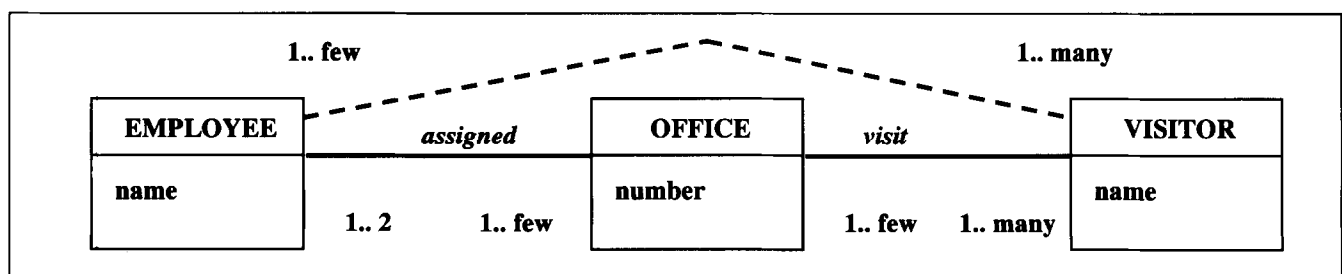 1.. few 1.. many
EMPLOYEE assigned OFFICE visit VISITOR
name number name
1.. 2 1.. few 1.. few 1.. many